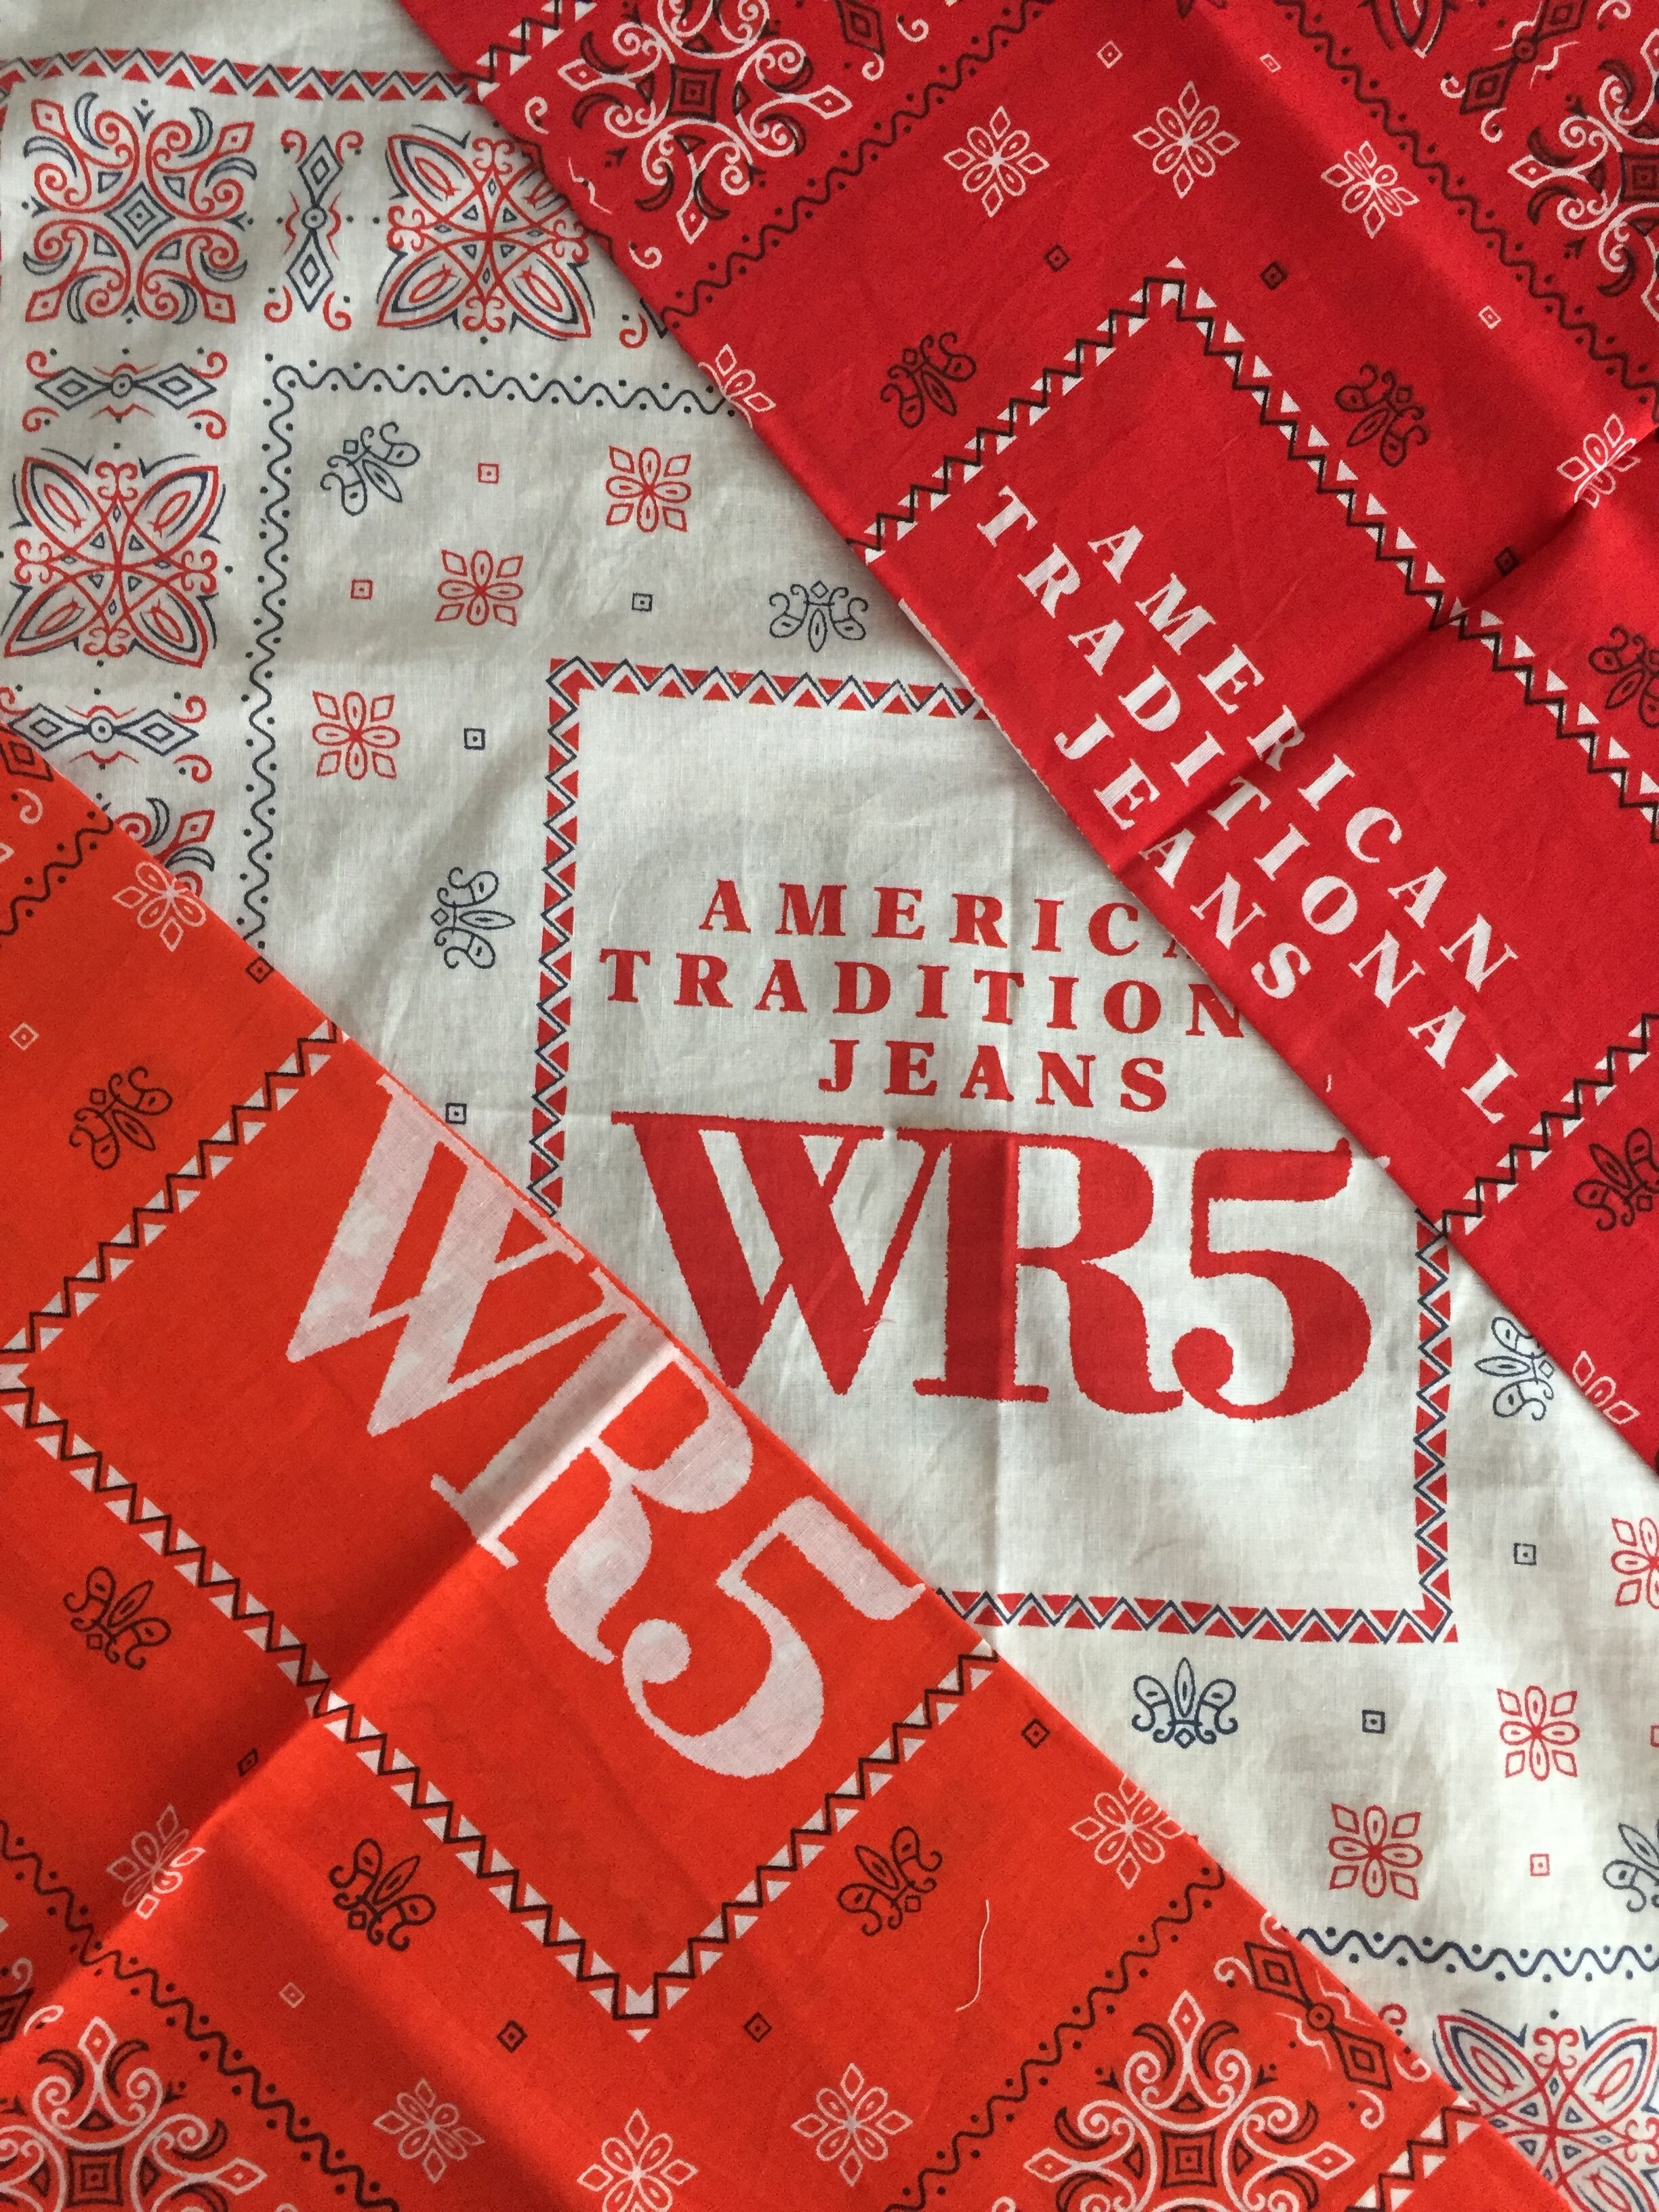 AMERICAN
TRADITIONAL
JEANS
AMERICA
TRADITION
JEANS
WR5
WR5